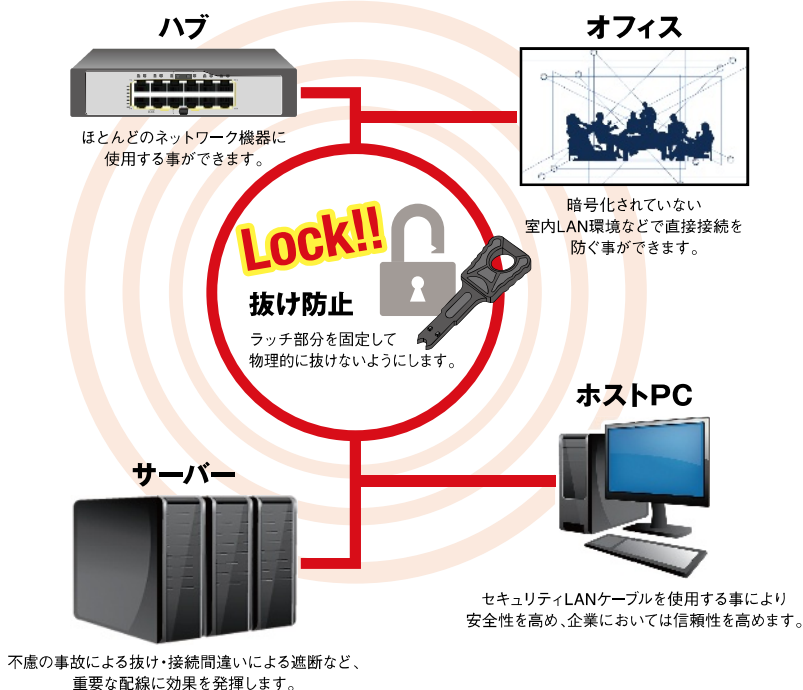 ハブ
ほとんどのネットワーク機器に
使用する事ができます。
オフィス
暗号化されていない
室内LAN環境などで直接接続を
防ぐ事ができます。
Lock!!
抜け防止
ラッチ部分を固定して
物理的に抜けないようにします。
ホストPC
セキュリティLANケーブルを使用する事により
安全性を高め、企業においては信頼性を高めます。
サーバー
不慮の事故による抜け・接続間違いによる遮断など、
重要な配線に効果を発揮します。